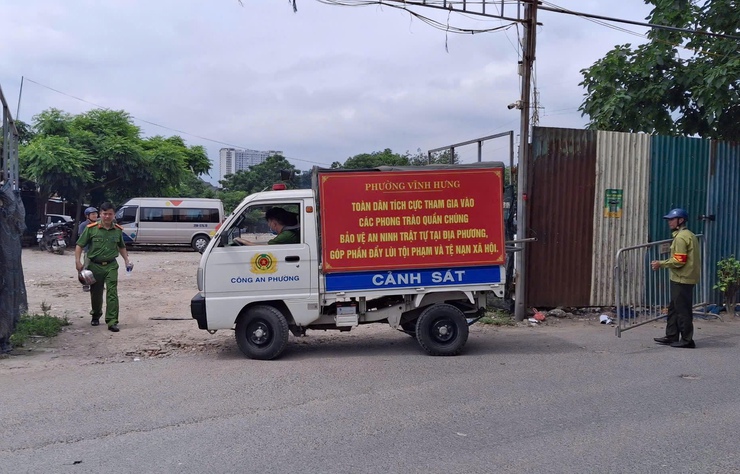 PHƯỜNG VĨNH HƯNG
TOÀN DÂN TÍCH CỰC THAM GIA VÀO
CÁC PHONG TRÀO QUẦN CHÚNG
BẢO VỆ AN NINH TRẬT TỰ TẠI ĐỊA PHƯƠNG,
GÓP PHẦN ĐẨY LÙI TỘI PHẠM VÀ TỆ NẠN XÃ HỘI.
CẢNH SÁT
CÔNG AN PHƯỜNG